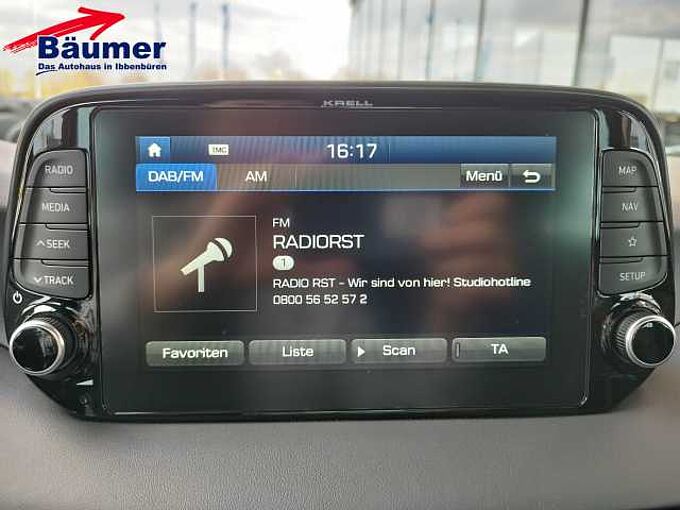 Bäumer
Das Autohaus in Ibbenbüren
KRELL
TMC
16:17
DAB/FM AM Menü
RADIO
MEDIA
SEEK
TRACK
MAP
NAV
SETUP
FM
RADIORST
1
RADIO RST - Wir sind von hier! Studiohotline
0800 56 52 57 2
Favoriten Liste Scan TA